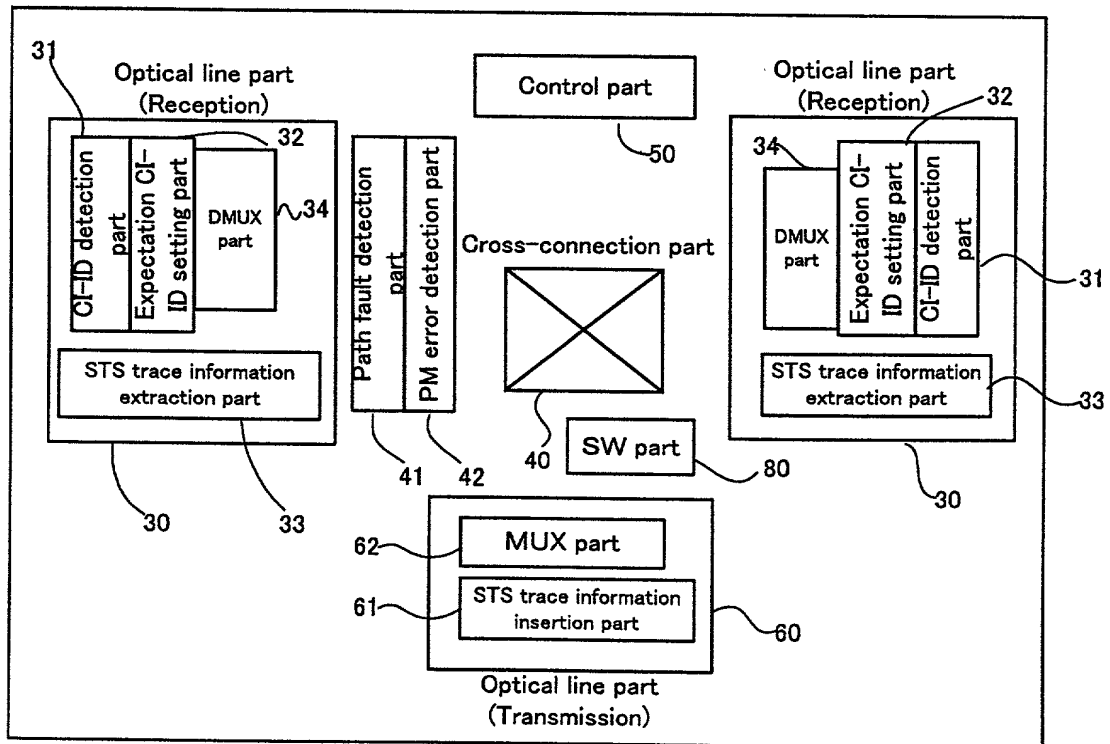 31
Optical line part
(Reception)
32
CI-ID detection
part
Expectation CI-
ID setting part
DMUX
part
34
STS trace information
extraction part
30
33
Path fault detection
part
PM error detection part
41
42
Control part
50
Cross-connection part
40
SW part
80
Optical line part
(Reception)
32
34
DMUX
part
Expectation CI-
ID setting part
CI-ID detection
part
31
STS trace information
extraction part
33
30
62
MUX part
61
STS trace information
insertion part
60
Optical line part
(Transmission)